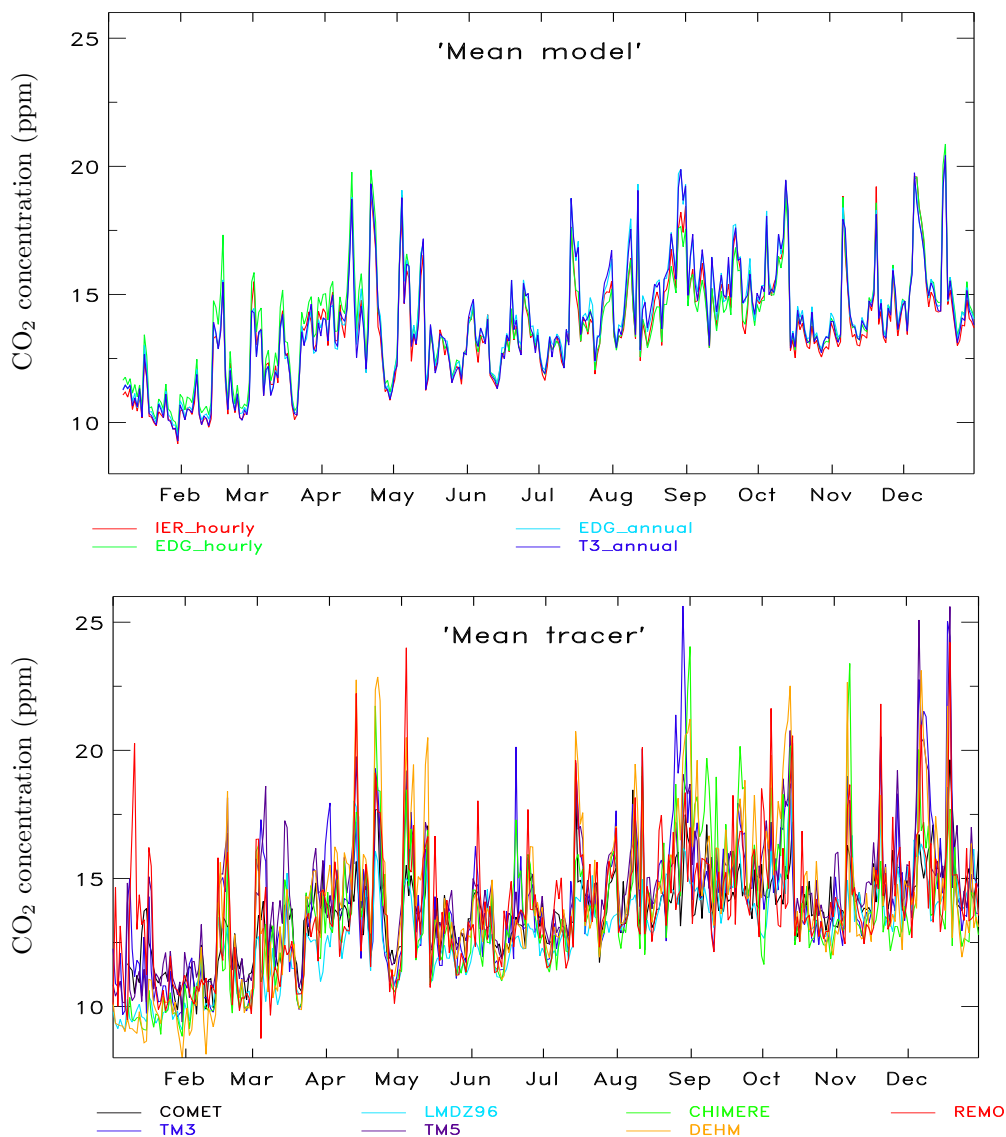 'Mean model'
CO₂ concentration (ppm)
25
20
15
10
Feb Mar Apr May Jun Jul Aug Sep Oct Nov Dec
IER_hourly EDG_annual
EDG_hourly T3_annual
'Mean tracer'
CO₂ concentration (ppm)
25
20
15
10
Feb Mar Apr May Jun Jul Aug Sep Oct Nov Dec
COMET LMDZ96 CHIMERE REMO
TM3 TM5 DEHM